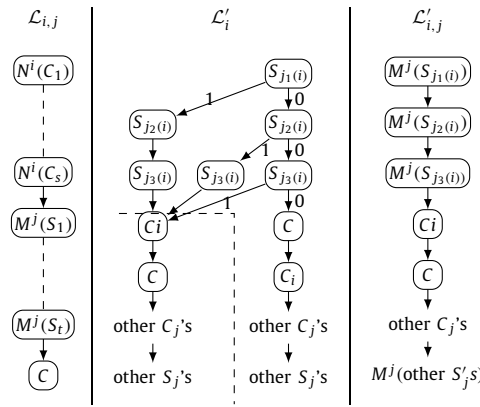 ℒ_{i,j}
N^i(C_1)
N^i(C_s)
M^j(S_1)
M^j(S_t)
C
ℒ'_i
S_{j_1(i)}
1 0
S_{j_2(i)} S_{j_2(i)}
1 0
S_{j_3(i)} S_{j_3(i)} S_{j_3(i)}
1 0
Ci C
C C_i
other C_j's other C_j's
other S_j's other S_j's
ℒ'_{i,j}
M^j(S_{j_1(i)})
M^j(S_{j_2(i)})
M^j(S_{j_3(i))})
Ci
C
other C_j's
M^j(other S'_j s)